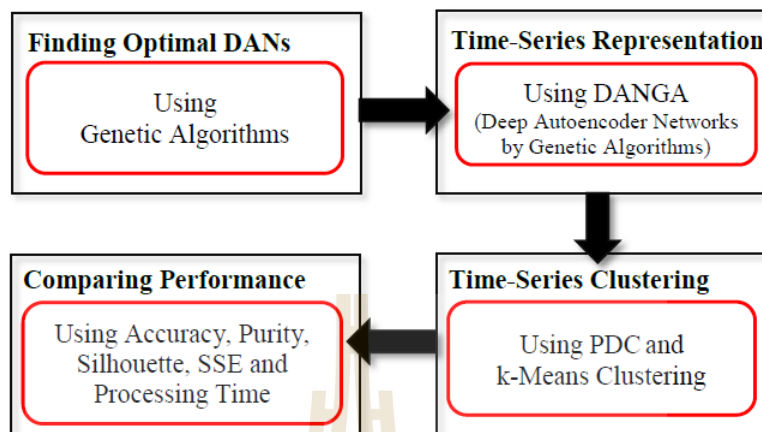 Finding Optimal DANs
Using
Genetic Algorithms
Time-Series Representation
Using DANGA
(Deep Autoencoder Networks
by Genetic Algorithms)
Time-Series Clustering
Using PDC and
k-Means Clustering
Comparing Performance
Using Accuracy, Purity,
Silhouette, SSE and
Processing Time